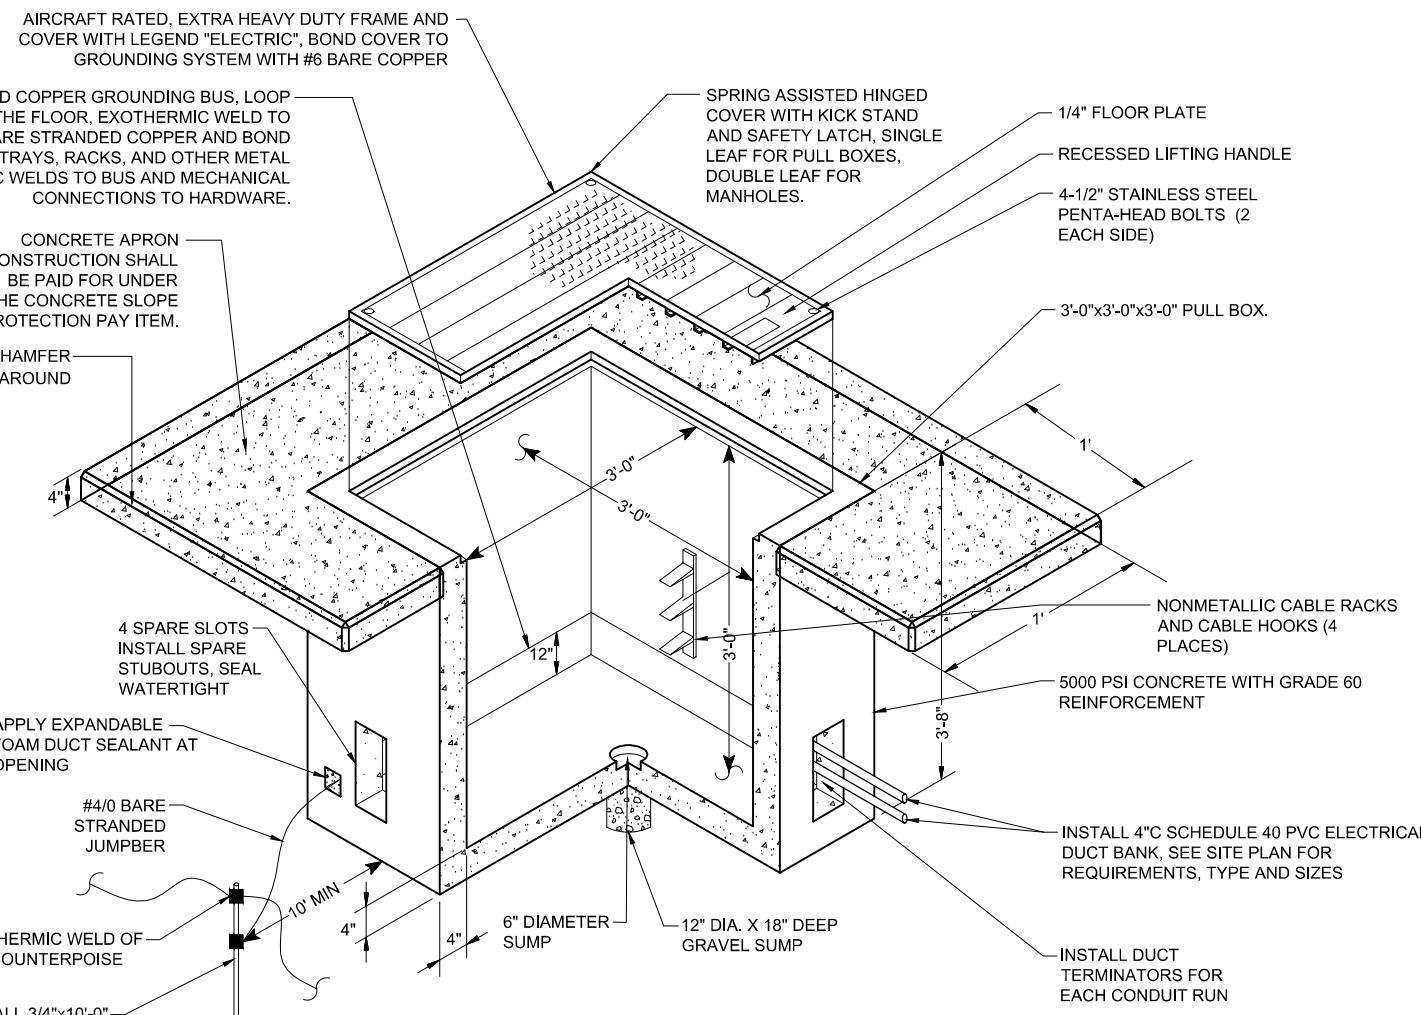 AIRCRAFT RATED, EXTRA HEAVY DUTY FRAME AND
COVER WITH LEGEND "ELECTRIC", BOND COVER TO
GROUNDING SYSTEM WITH #6 BARE COPPER
COPPER GROUNDING BUS, LOOP
THE FLOOR, EXOTHERMIC WELD TO
STRANDED COPPER AND BOND
TRAYS, RACKS, AND OTHER METAL
WELDS TO BUS AND MECHANICAL
CONNECTIONS TO HARDWARE.
CONCRETE APRON
SHALL
BE PAID FOR UNDER
CONCRETE SLOPE
PAY ITEM.
AROUND
4"
SPRING ASSISTED HINGED
COVER WITH KICK STAND
AND SAFETY LATCH, SINGLE
LEAF FOR PULL BOXES,
DOUBLE LEAF FOR
MANHOLES.
1/4" FLOOR PLATE
RECESSED LIFTING HANDLE
4-1/2" STAINLESS STEEL
PENTA-HEAD BOLTS (2
EACH SIDE)
3'-0"x3'-0"x3'-0" PULL BOX.
1'
3'-0"
3'-0"
3'-0"
12"
1'
3'-8"
4 SPARE SLOTS
INSTALL SPARE
STUBOUTS, SEAL
WATERTIGHT
APPLY EXPANDABLE
FOAM DUCT SEALANT AT
OPENING
#4/0 BARE
STRANDED
JUMPBER
NONMETALLIC CABLE RACKS
AND CABLE HOOKS (4
PLACES)
5000 PSI CONCRETE WITH GRADE 60
REINFORCEMENT
INSTALL 4"C SCHEDULE 40 PVC ELECTRICAL
DUCT BANK, SEE SITE PLAN FOR
REQUIREMENTS, TYPE AND SIZES
INSTALL DUCT
TERMINATORS FOR
EACH CONDUIT RUN
10' MIN
4"
4"
6" DIAMETER
SUMP
12" DIA. X 18" DEEP
GRAVEL SUMP
WELD OF
COUNTERPOISE
3/4"x10'-0"